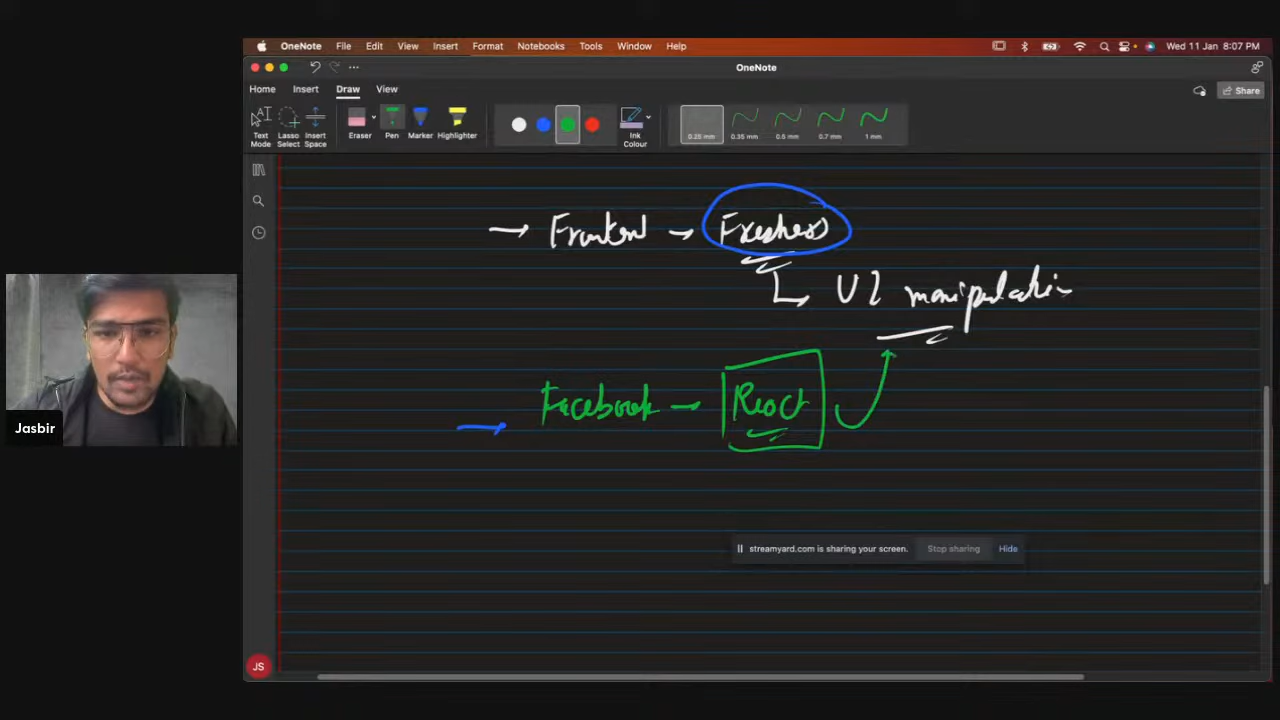 OneNote File Edit View Insert Format Notebooks Tools Window Help Wed 11 Jan 8:07 PM
OneNote
Home Insert Draw View Share
Text Mode Lasso Select Insert Space Eraser Pen Marker Highlighter Ink Colour 0.25 mm 0.35 mm 0.5 mm 0.7 mm 1 mm
→ Frontend → Freshers
UI manipulation
Facebook → React
Jasbir
streamyard.com is sharing your screen. Stop sharing Hide
JS